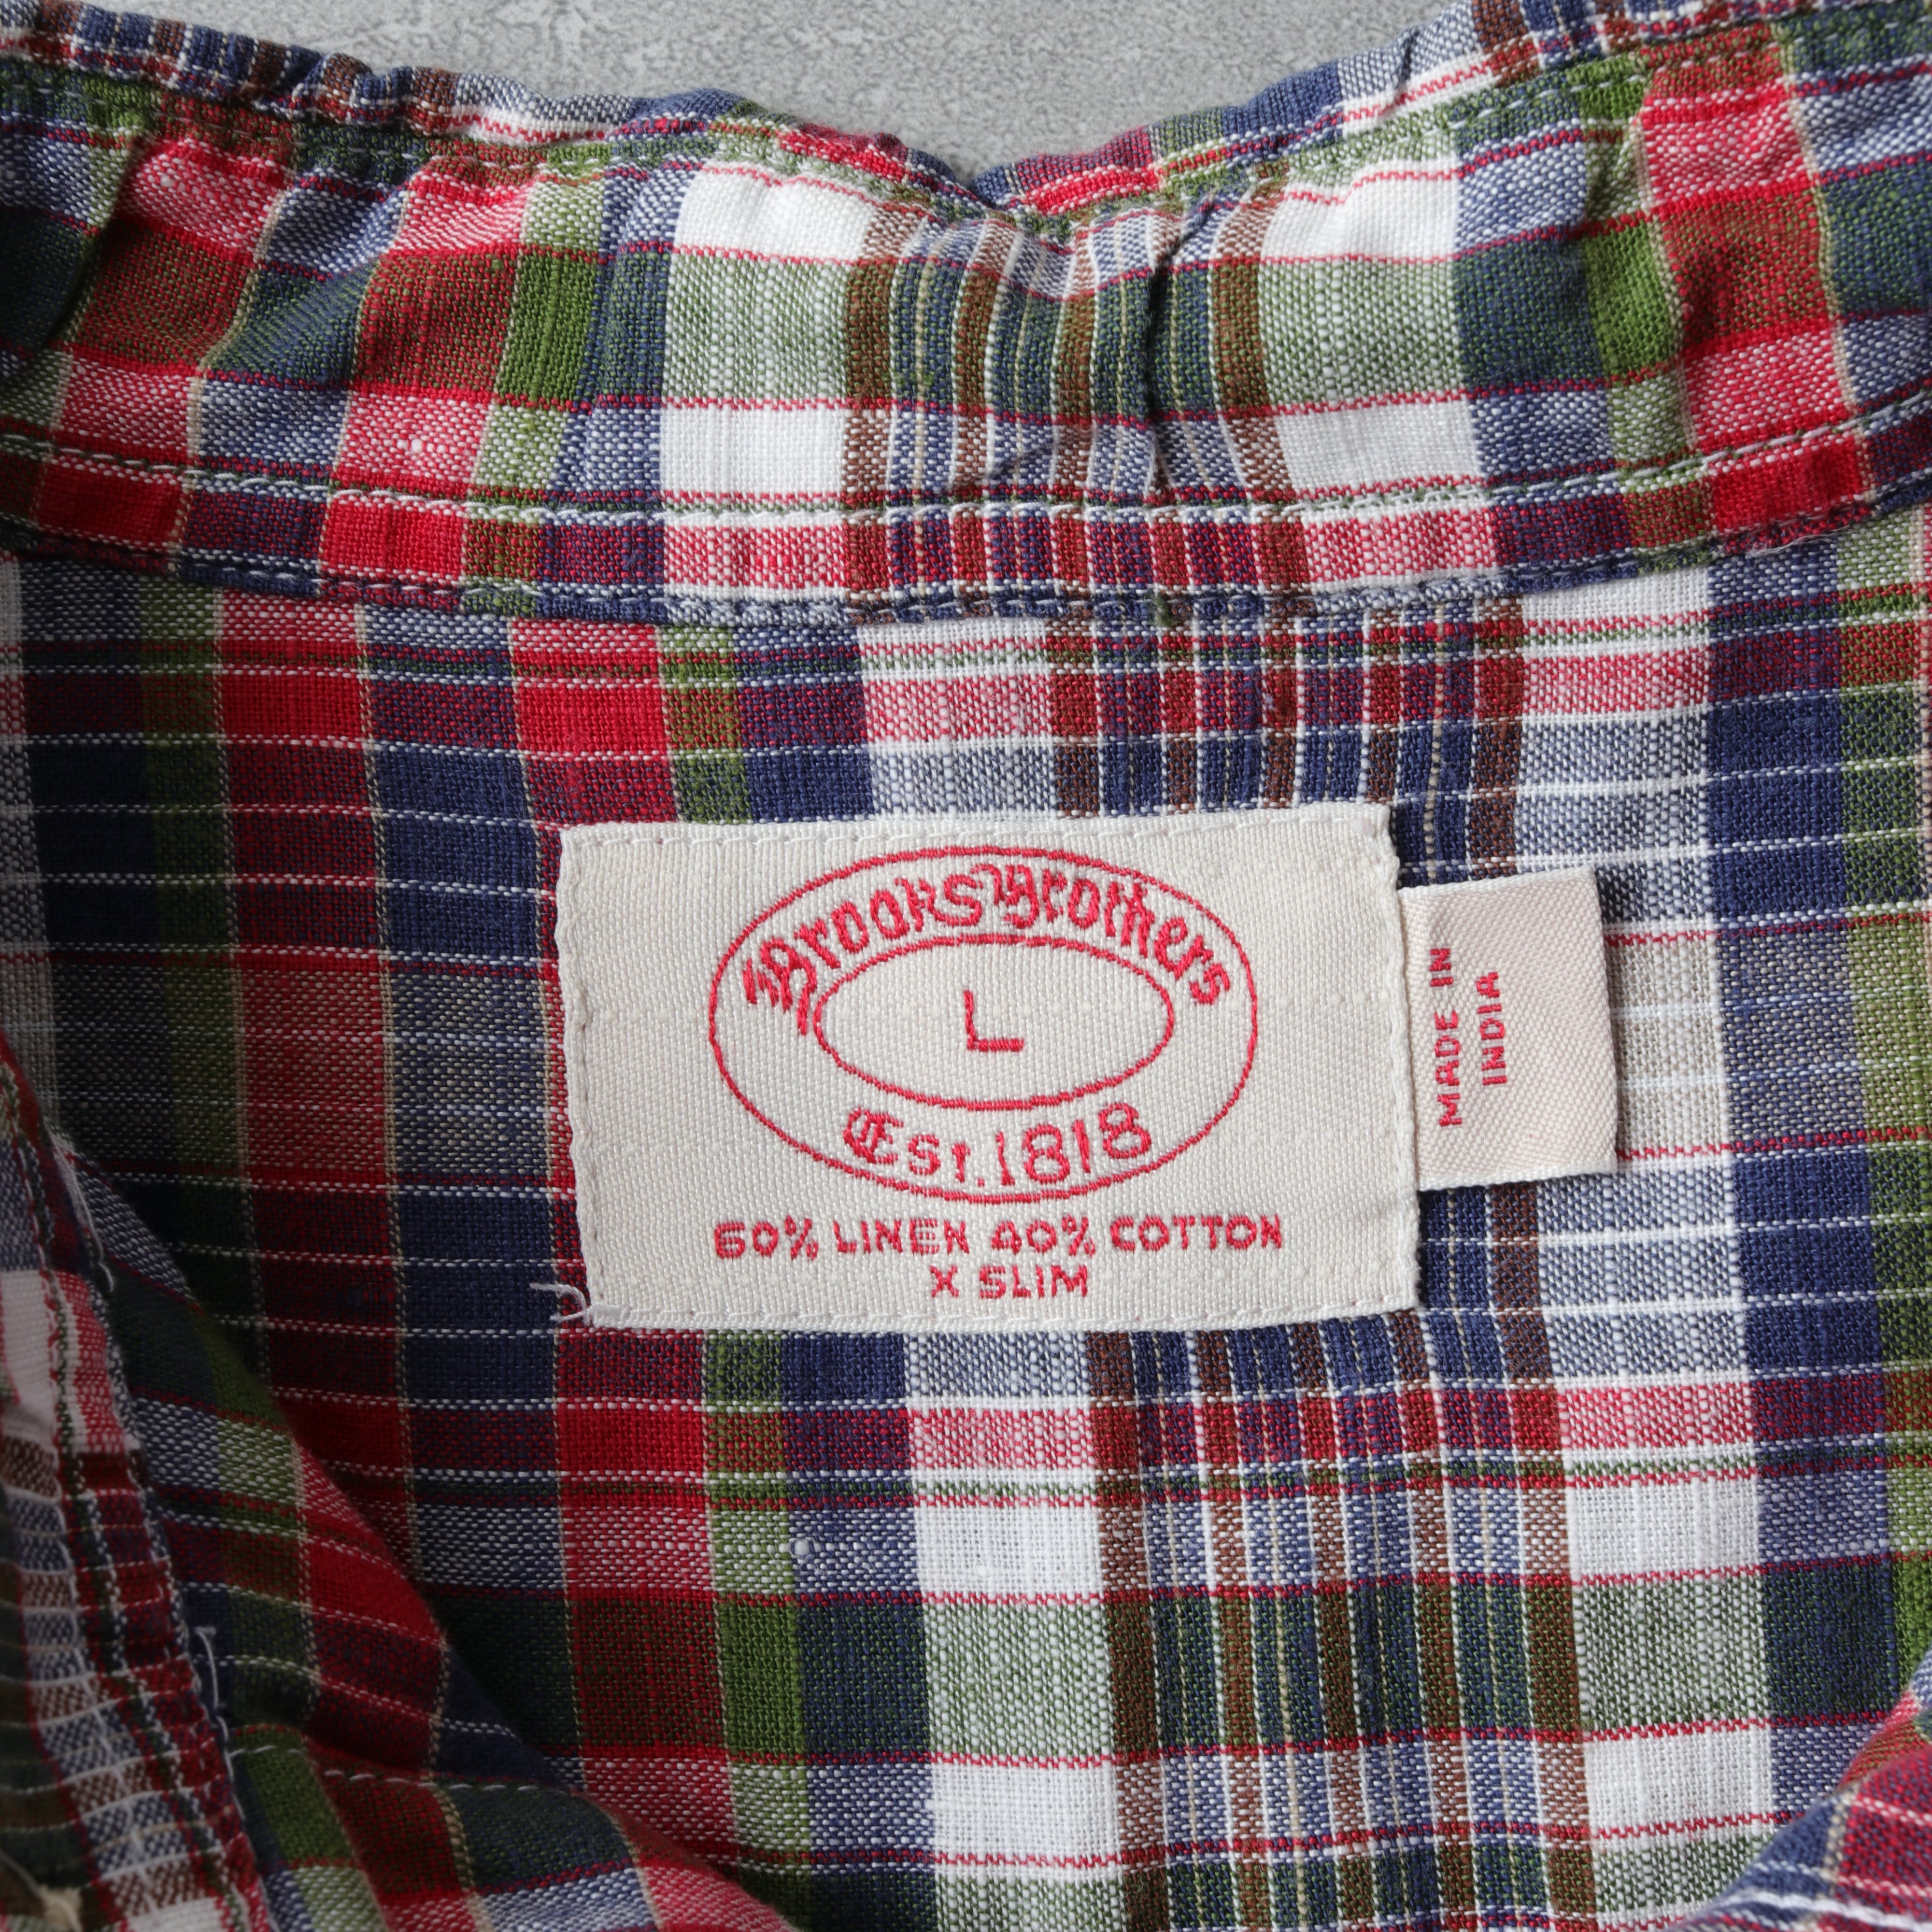 Brooks Brothers
L
Est. 1818
60% LINEN 40% COTTON
X SLIM
MADE IN
INDIA